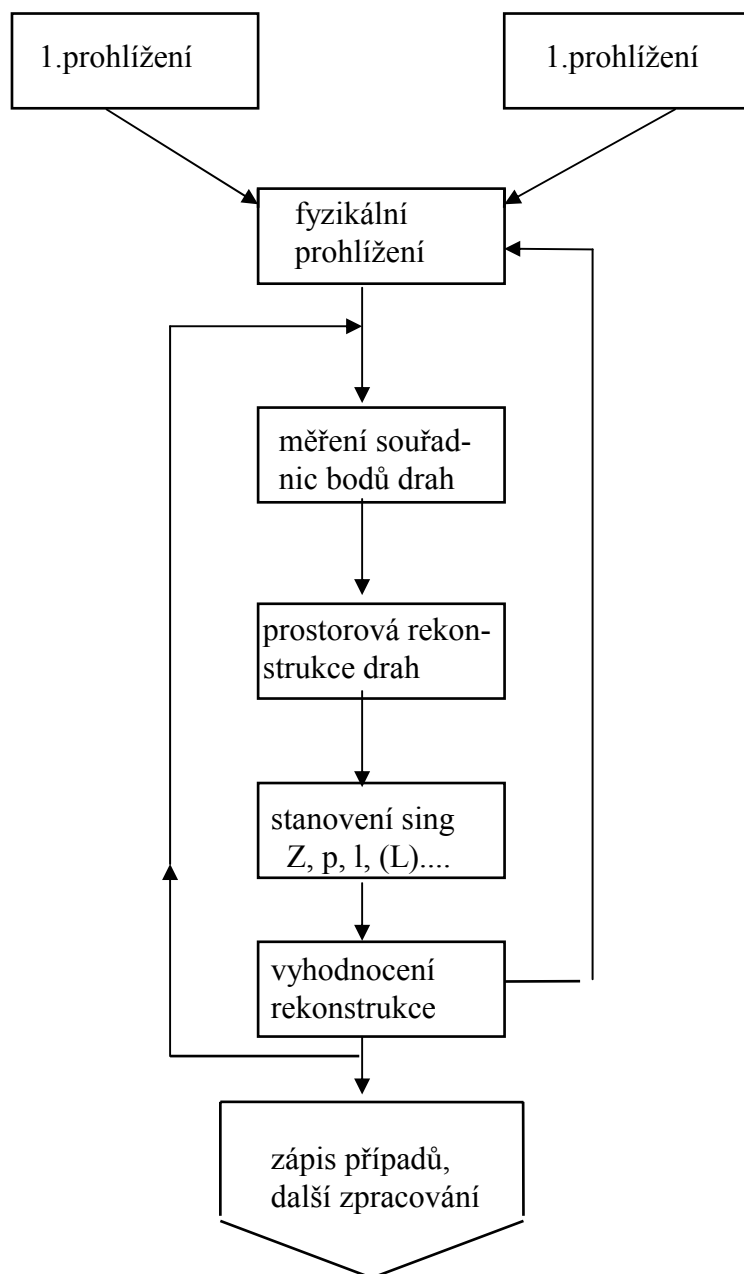 1.prohlížení
1.prohlížení
fyzikální
prohlížení
měření souřad-
nic bodů drah
prostorová rekon-
strukce drah
stanovení sing
Z, p, l, (L)....
vyhodnocení
rekonstrukce
zápis případů,
další zpracování